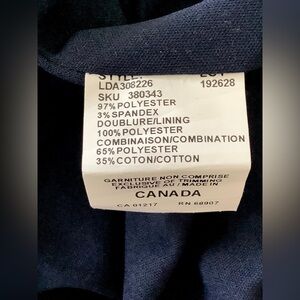 STYLE:
LDA308226 192628
SKU 380343
97% POLYESTER
3% SPANDEX
DOUBLURE/LINING
100% POLYESTER
COMBINAISON/COMBINATION
65% POLYESTER
35% COTON/COTTON
GARNITURE NON COMPRISE
EXCLUSIVE OF TRIMMING
FABRIQUE AU / MADE IN
CANADA
CA 01217 RN 68907